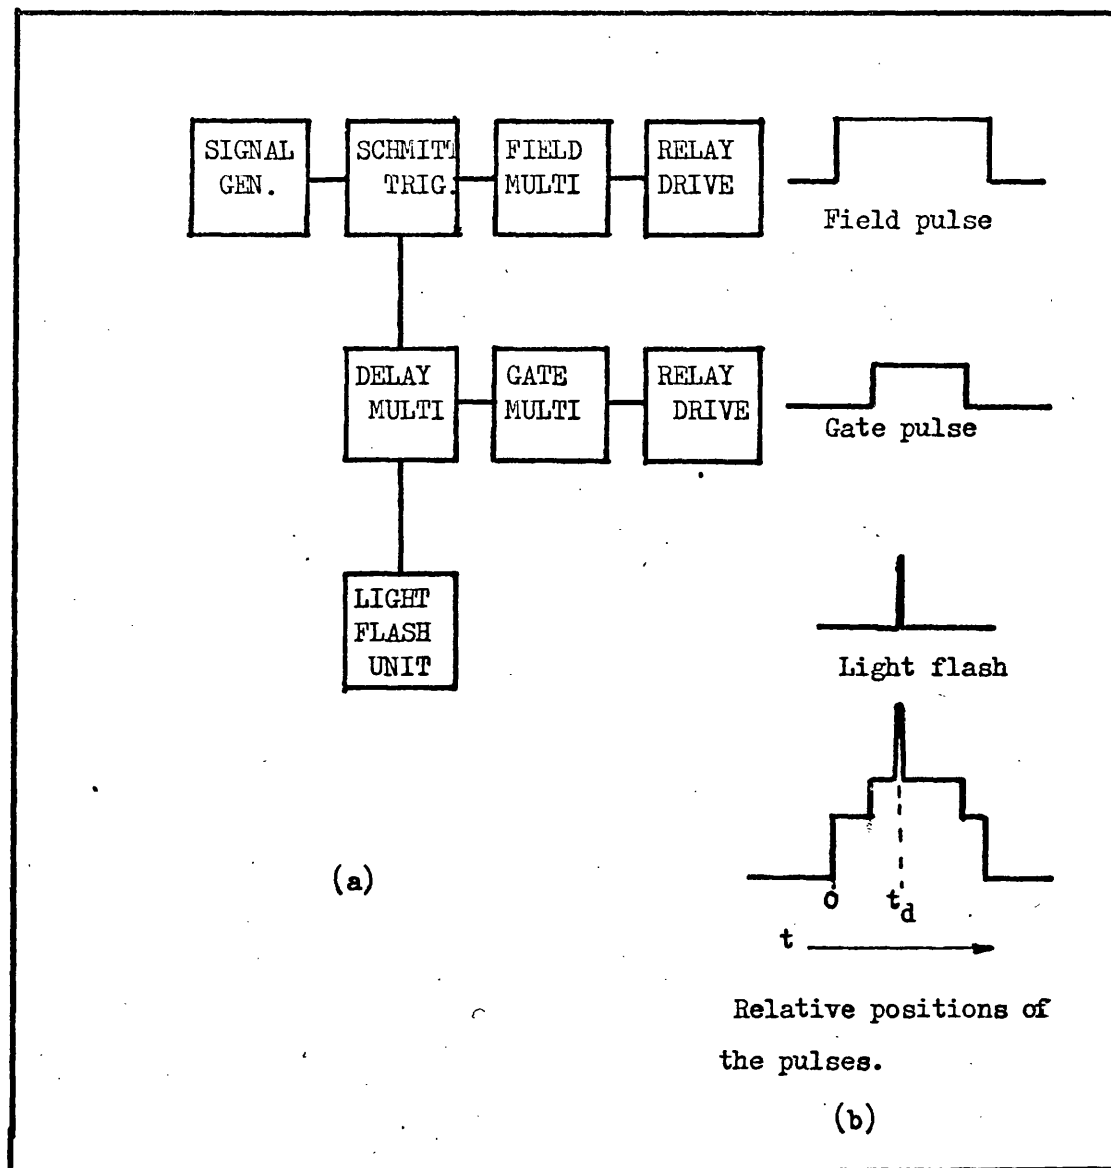 SIGNAL
GEN.
SCHMITT
TRIG.
FIELD
MULTI
RELAY
DRIVE
Field pulse
DELAY
MULTI
GATE
MULTI
RELAY
DRIVE
Gate pulse
LIGHT
FLASH
UNIT
Light flash
(a)
0
t_d
t
Relative positions of
the pulses.
(b)